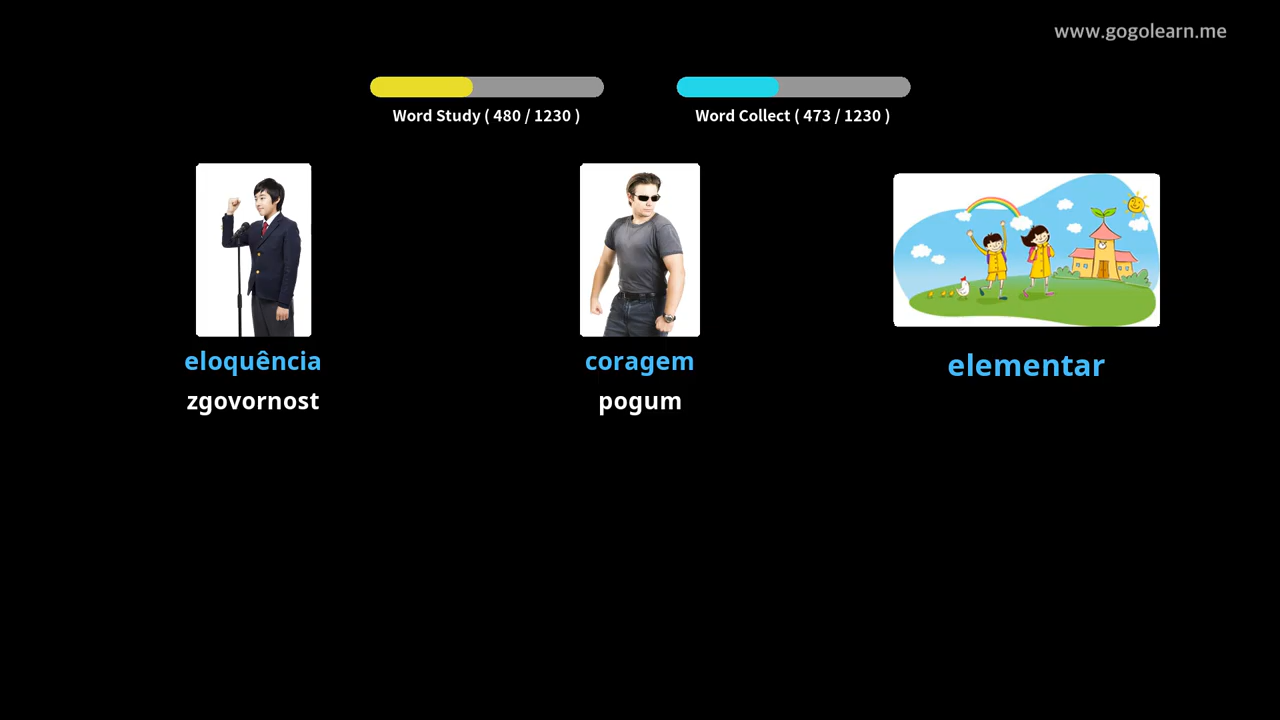 www.gogolearn.me
Word Study ( 480 / 1230 )
Word Collect ( 473 / 1230 )
eloquência
zgovornost
coragem
pogum
elementar